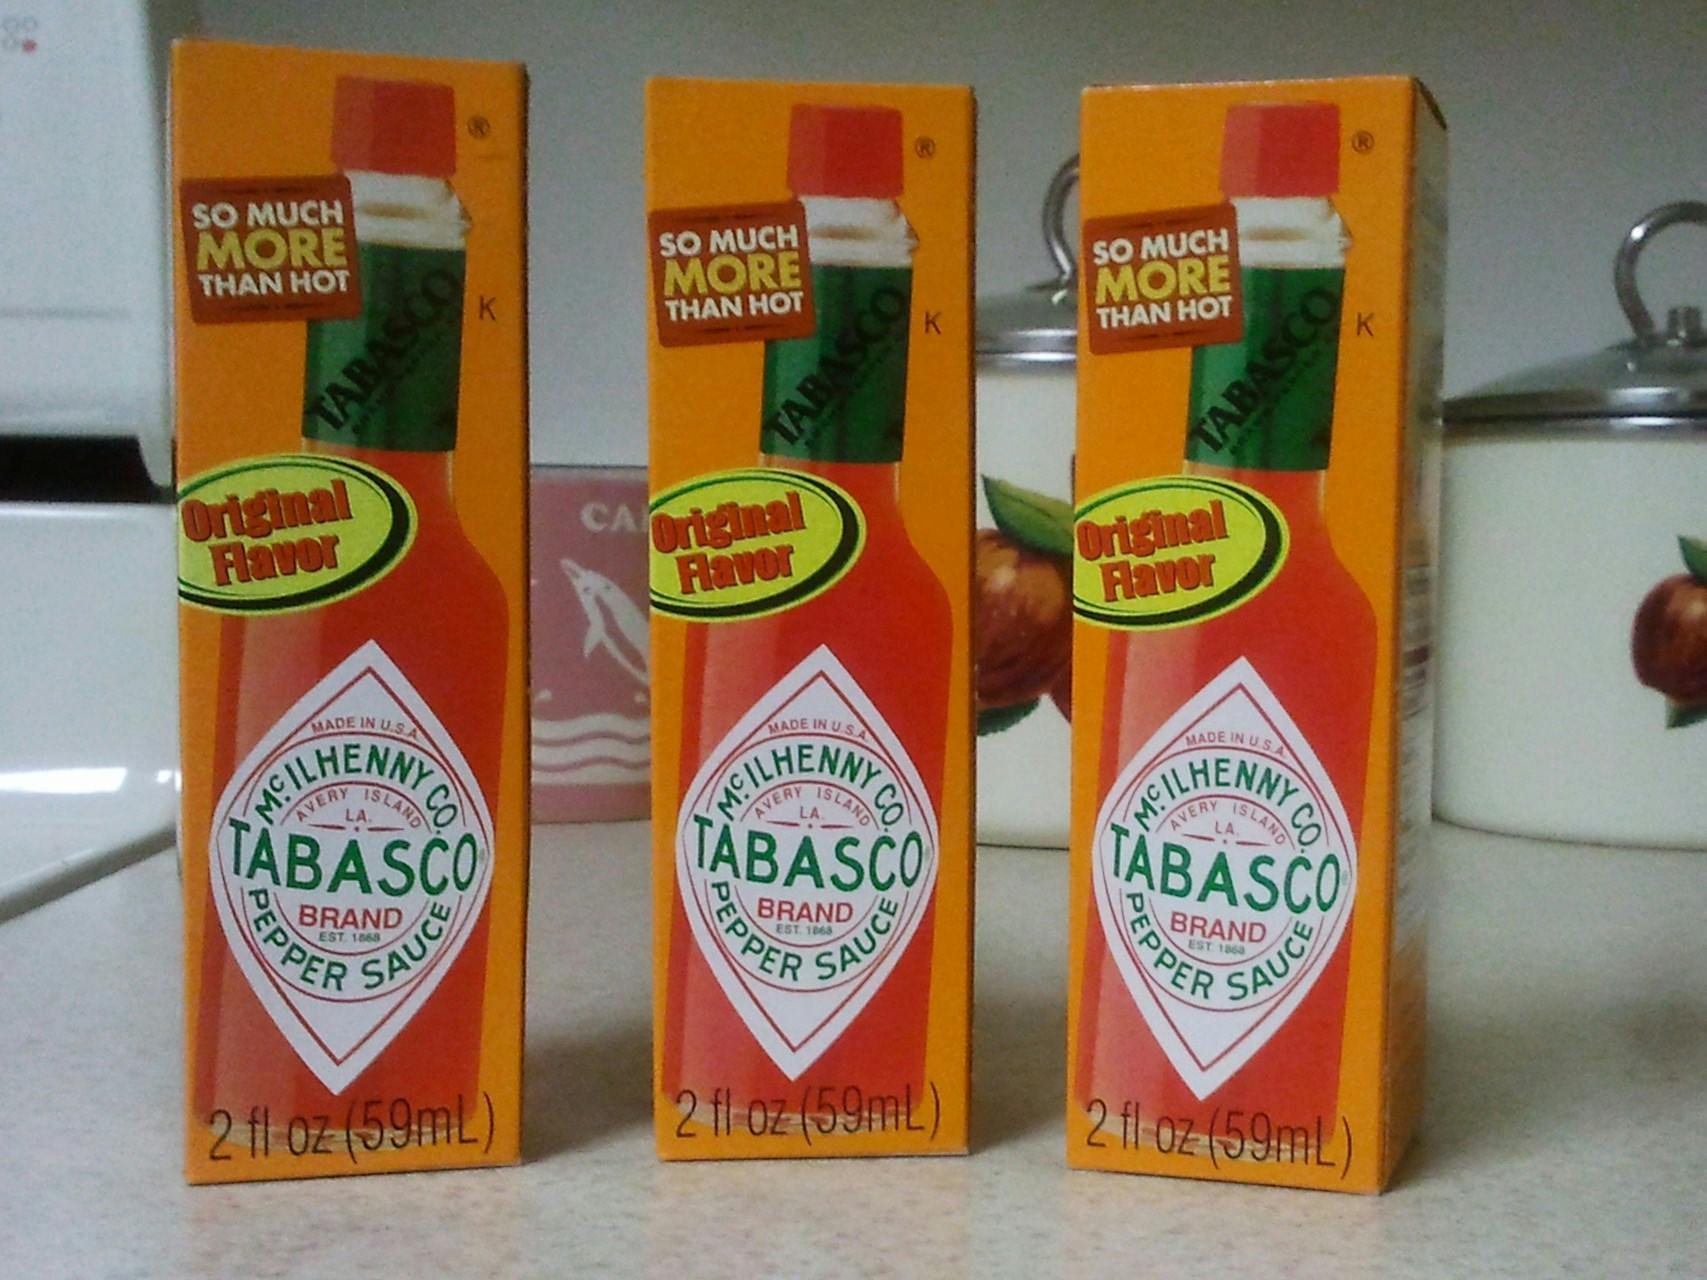 ®
SO MUCH
MORE
THAN HOT
K
TABASCO
Original
Flavor
MADE IN U.S.A.
McILHENNY CO.
AVERY ISLAND
LA.
TABASCO®
BRAND
EST. 1868
PEPPER SAUCE
2 fl oz (59mL)
®
SO MUCH
MORE
THAN HOT
K
TABASCO
Original
Flavor
MADE IN U.S.A.
McILHENNY CO.
AVERY ISLAND
LA.
TABASCO®
BRAND
EST. 1868
PEPPER SAUCE
2 fl oz (59mL)
®
SO MUCH
MORE
THAN HOT
K
TABASCO
Original
Flavor
MADE IN U.S.A.
McILHENNY CO.
AVERY ISLAND
LA.
TABASCO®
BRAND
EST. 1868
PEPPER SAUCE
2 fl oz (59mL)